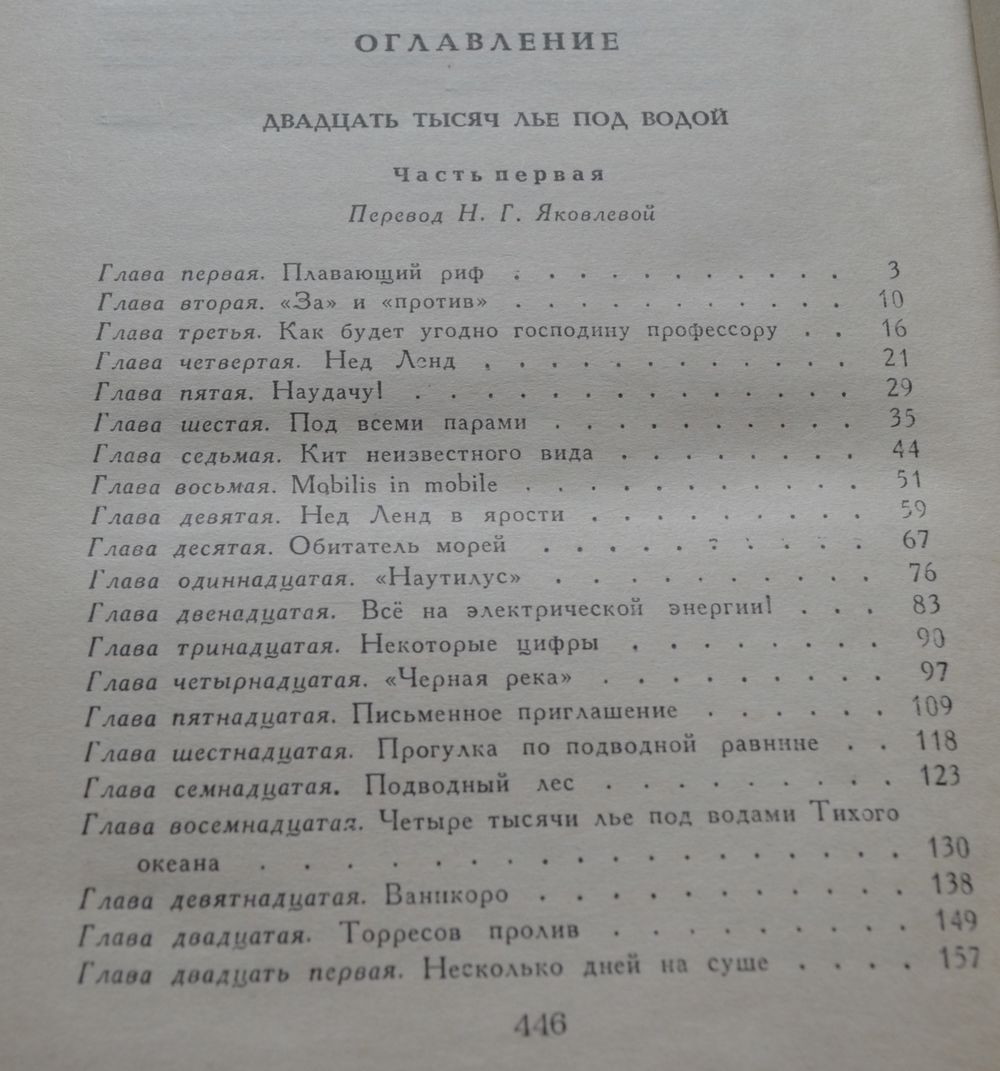 ОГЛАВЛЕНИЕ
ДВАДЦАТЬ ТЫСЯЧ ЛЬЕ ПОД ВОДОЙ
Часть первая
Перевод Н. Г. Яковлевой
Глава первая. Плавающий риф . . . . . . . . . . . 3
Глава вторая. «За» и «против» . . . . . . . . . . . 10
Глава третья. Как будет угодно господину профессору . . 16
Глава четвертая. Нед Ленд . . . . . . . . . . . . 21
Глава пятая. Наудачу! . . . . . . . . . . . . . 29
Глава шестая. Под всеми парами . . . . . . . . . . 35
Глава седьмая. Кит неизвестного вида . . . . . . . . 44
Глава восьмая. Mobilis in mobile . . . . . . . . . . . 51
Глава девятая. Нед Ленд в ярости . . . . . . . . . 59
Глава десятая. Обитатель морей . . . . . . . . . . 67
Глава одиннадцатая. «Наутилус» . . . . . . . . . . 76
Глава двенадцатая. Всё на электрической энергии! . . . 83
Глава тринадцатая. Некоторые цифры . . . . . . . 90
Глава четырнадцатая. «Черная река» . . . . . . . . 97
Глава пятнадцатая. Письменное приглашение . . . . . . 109
Глава шестнадцатая. Прогулка по подводной равнине . . 118
Глава семнадцатая. Подводный лес . . . . . . . . 123
Глава восемнадцатая. Четыре тысячи лье под водами Тихого
океана . . . . . . . . . . . . . . . . 130
Глава девятнадцатая. Ваникоро . . . . . . . . . . 138
Глава двадцатая. Торресов пролив . . . . . . . . 149
Глава двадцать первая. Несколько дней на суше . . . . 157
446